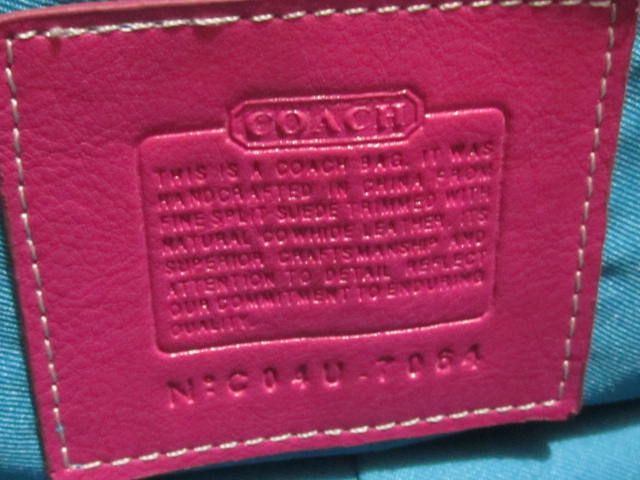 COACH
THIS IS A COACH BAG. IT WAS
HANDCRAFTED IN CHINA FROM
FINE SPLIT SUEDE TRIMMED WITH
NATURAL COWHIDE LEATHER. ITS
SUPERIOR CRAFTSMANSHIP AND
ATTENTION TO DETAIL REFLECT
OUR COMMITMENT TO ENDURING
QUALITY.
Nº C04U-7064